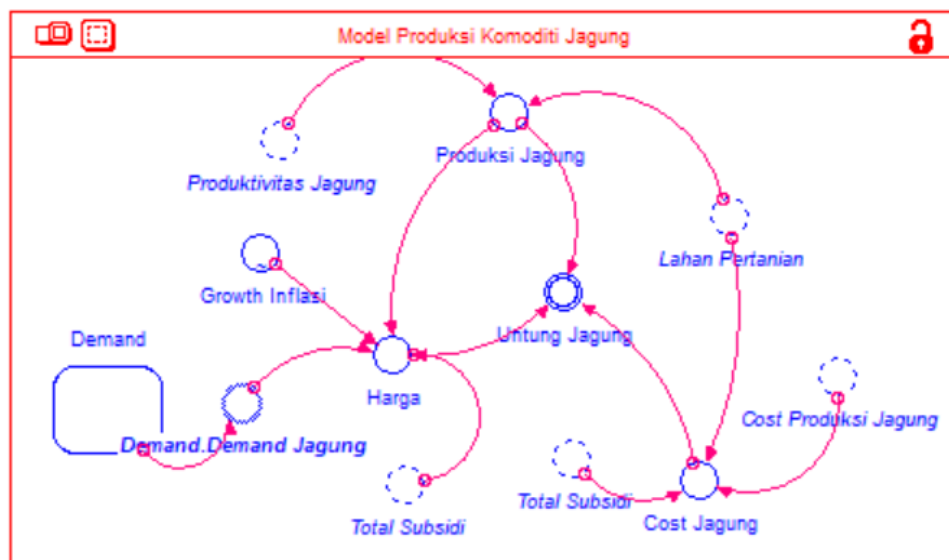 Model Produksi Komoditi Jagung
Produksi Jagung
Produktivitas Jagung
Lahan Pertanian
Growth Inflasi
Untung Jagung
Demand
Harga
Cost Produksi Jagung
Demand.Demand Jagung
Total Subsidi
Total Subsidi
Cost Jagung